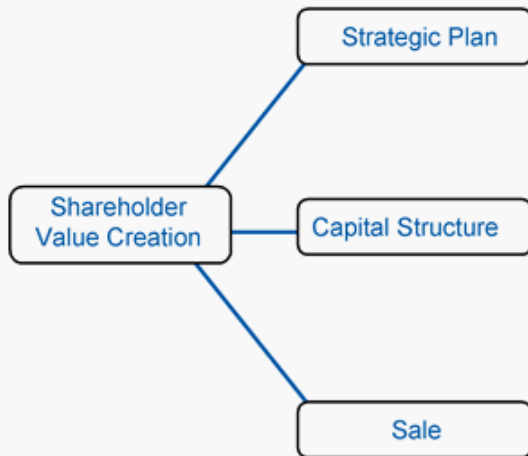 Strategic Plan
Shareholder
Value Creation
Capital Structure
Sale